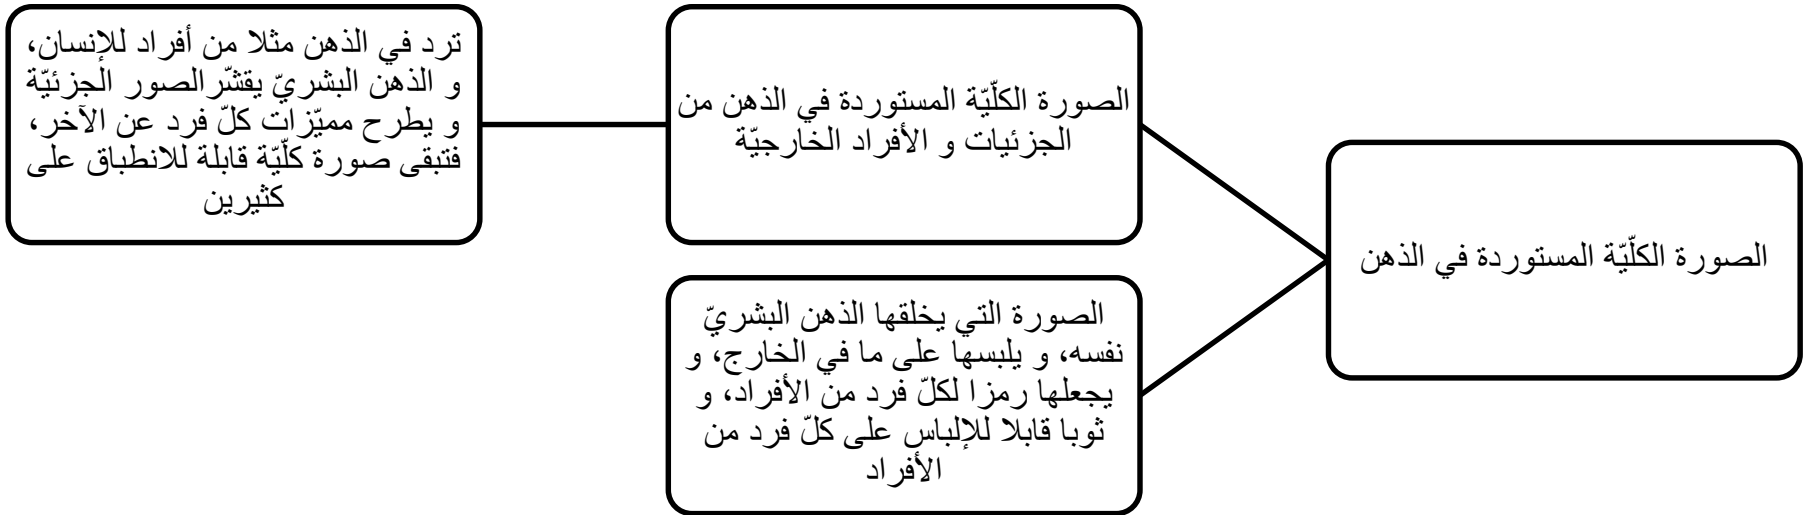 الصورة الكلّيّة المستوردة في الذهن
الصورة الكلّيّة المستوردة في الذهن من
الجزئيات و الأفراد الخارجيّة
ترد في الذهن مثلا من أفراد للإنسان،
و الذهن البشريّ يقشّرالصور الجزئيّة
و يطرح مميّزات كلّ فرد عن الآخر،
فتبقى صورة كلّيّة قابلة للانطباق على
كثيرين
الصورة التي يخلقها الذهن البشريّ
نفسه، و يلبسها على ما في الخارج، و
يجعلها رمزا لكلّ فرد من الأفراد، و
ثوبا قابلا للإلباس على كلّ فرد من
الأفراد